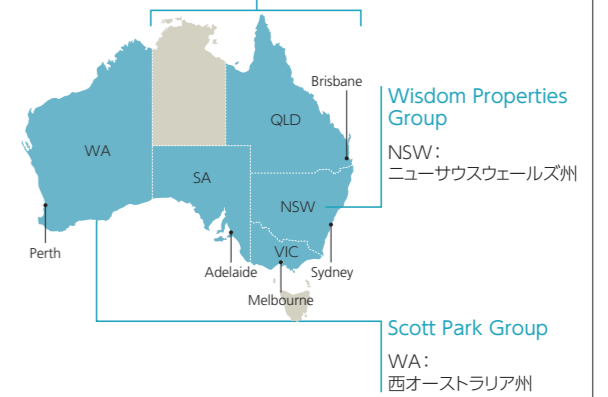 Brisbane
QLD
WA
SA
NSW
VIC
Perth
Adelaide
Sydney
Melbourne
Wisdom Properties
Group
NSW：
ニューサウスウェールズ州
Scott Park Group
WA：
西オーストラリア州